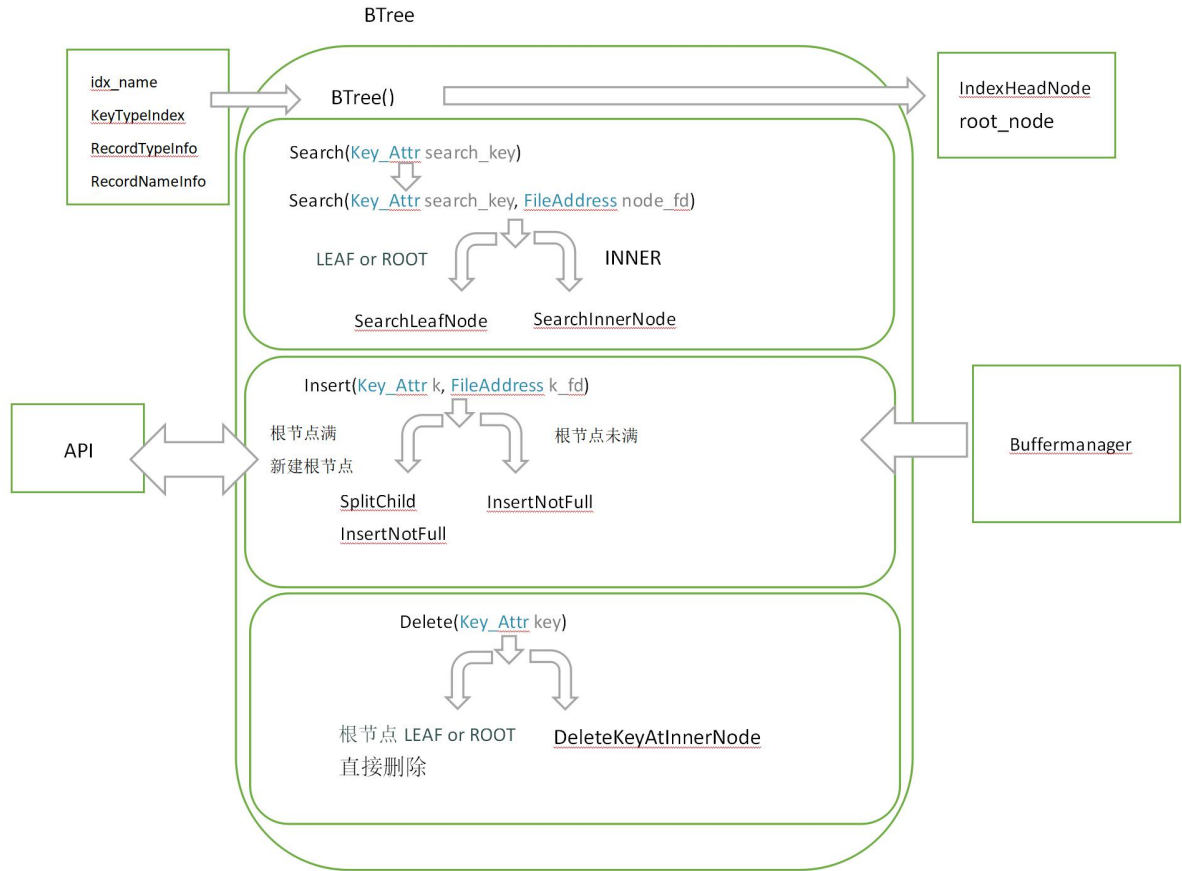 BTree
idx_name
KeyTypeIndex
RecordTypeInfo
RecordNameInfo
BTree()
IndexHeadNode
root_node
Search(Key_Attr search_key)
Search(Key_Attr search_key, FileAddress node_fd)
LEAF or ROOT
INNER
SearchLeafNode
SearchInnerNode
Insert(Key_Attr k, FileAddress k_fd)
根节点满
新建根节点
根节点未满
SplitChild
InsertNotFull
InsertNotFull
API
Buffermanager
Delete(Key_Attr key)
根节点 LEAF or ROOT
直接删除
DeleteKeyAtInnerNode